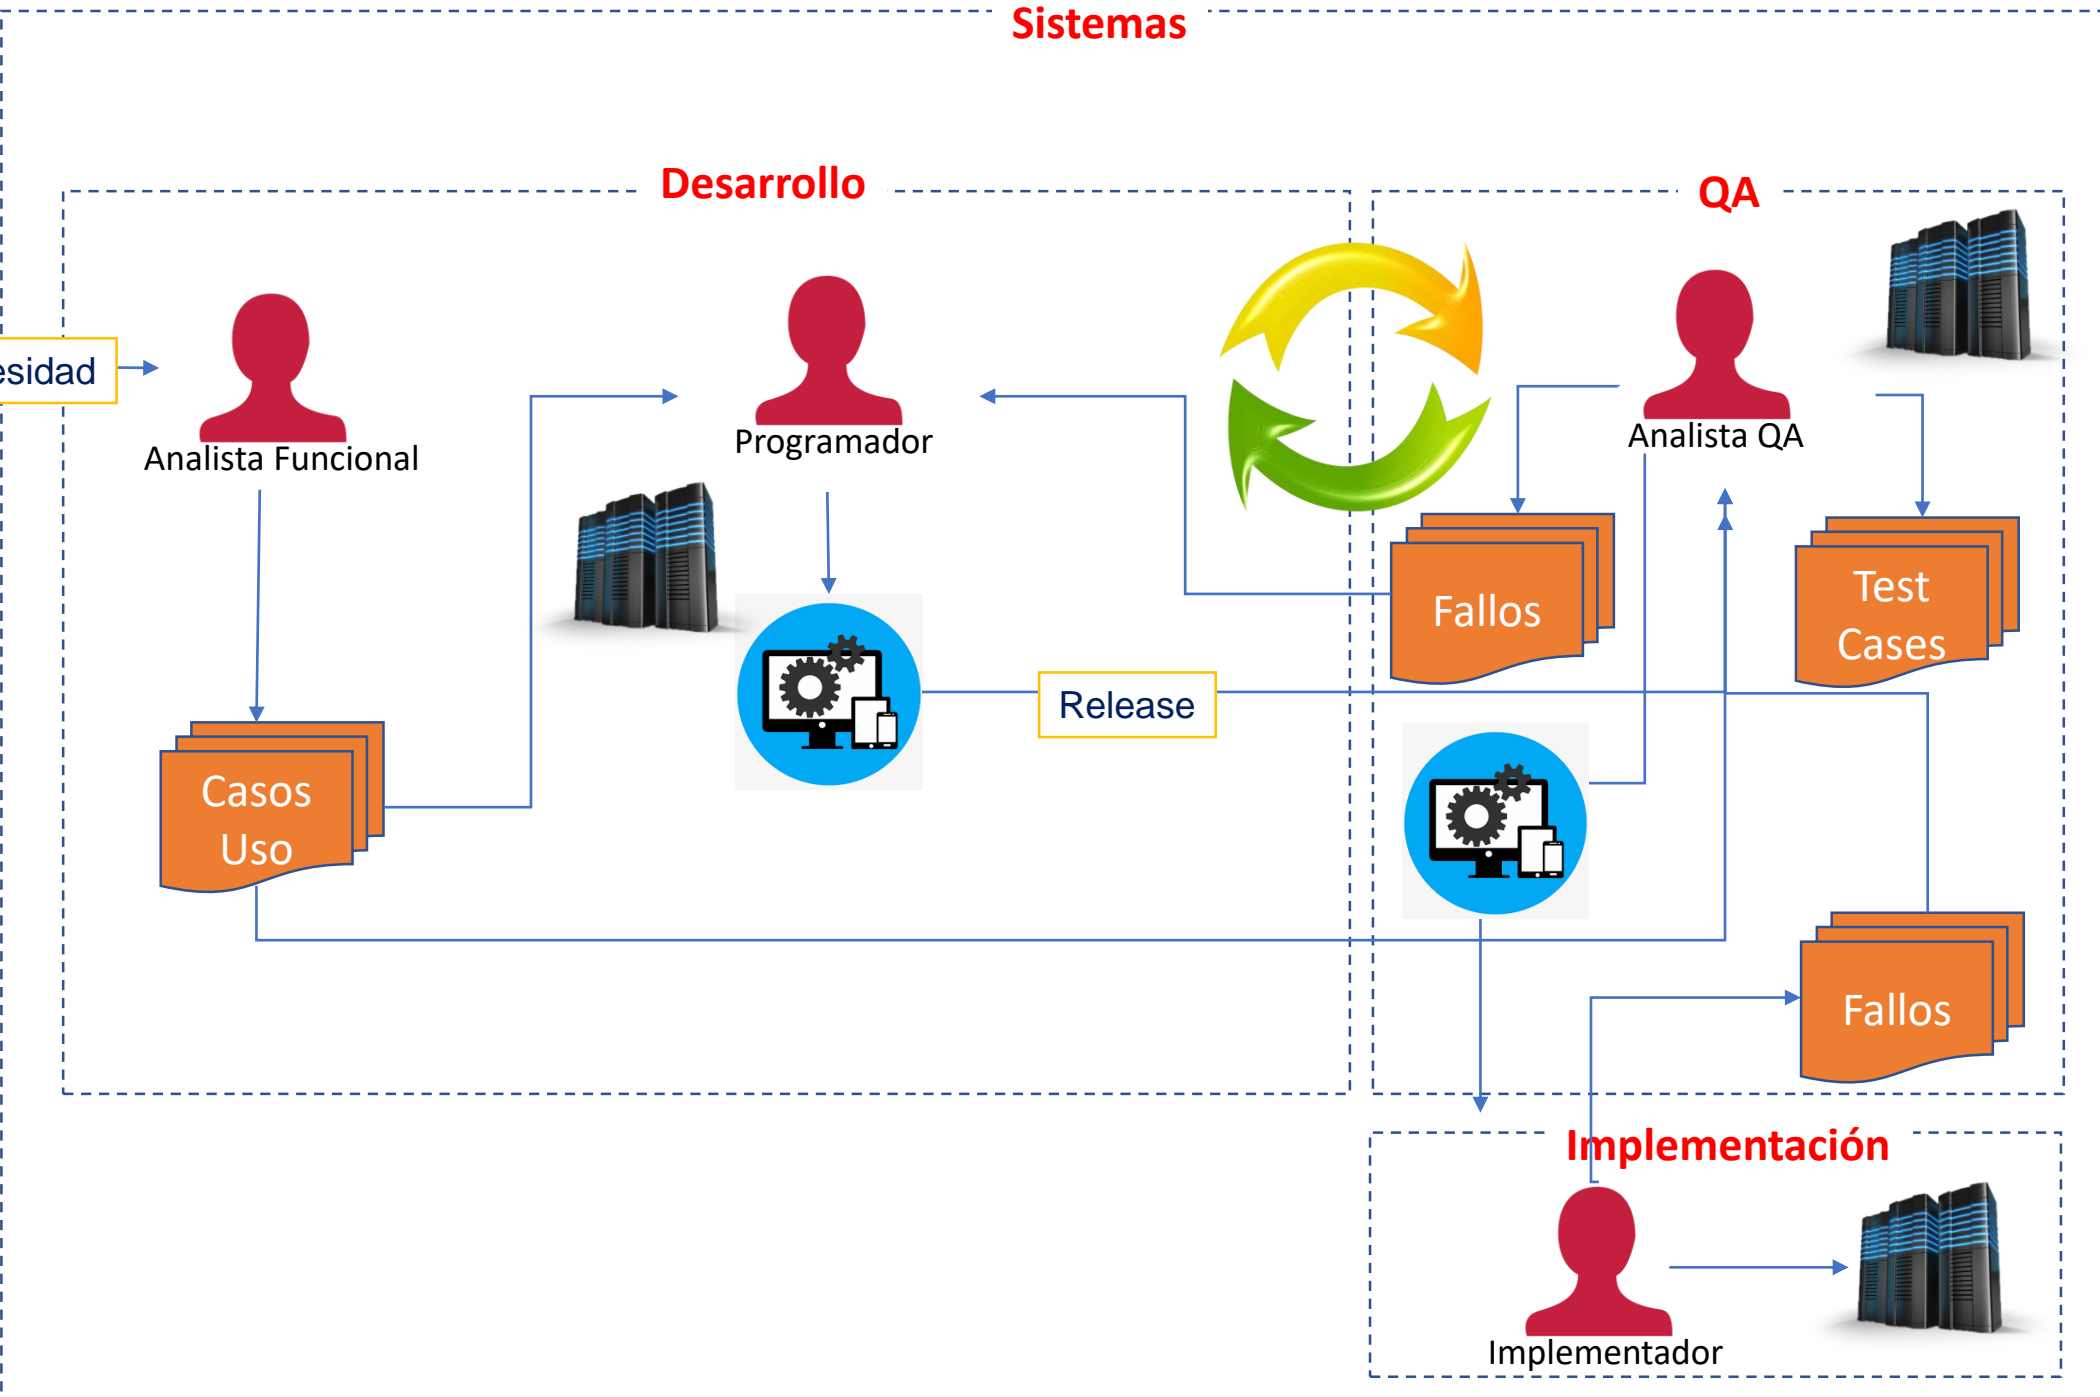 Sistemas
Desarrollo
QA
esidad
Analista Funcional
Programador
Analista QA
Fallos
Test
Cases
Release
Casos
Uso
Fallos
Implementación
Implementador